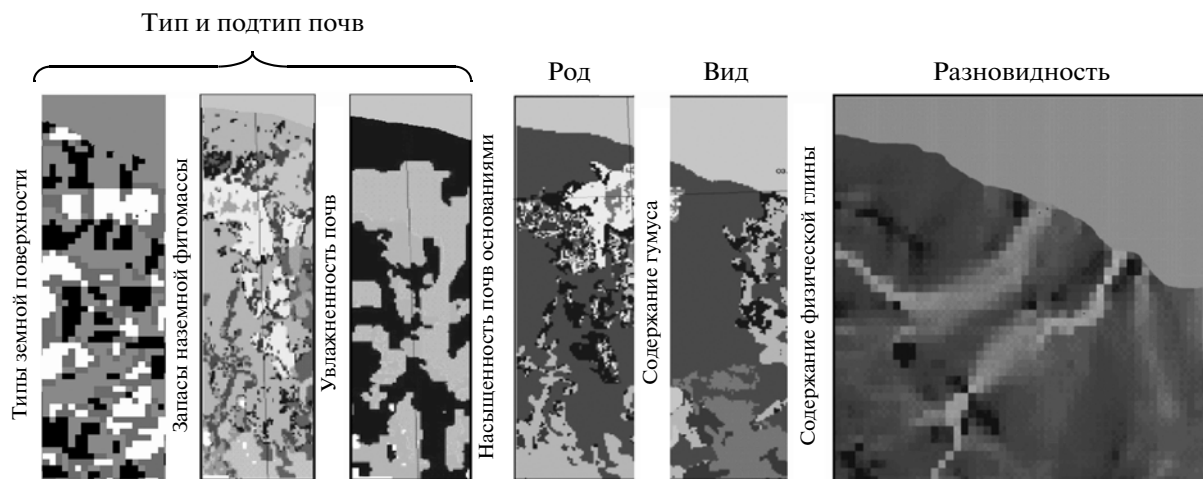 Тип и подтип почв
Род
Вид
Разновидность
Типы земной поверхности
Запасы наземной фитомассы
Увлажненность почв
Насыщенность почв основаниями
Содержание гумуса
Содержание физической глины